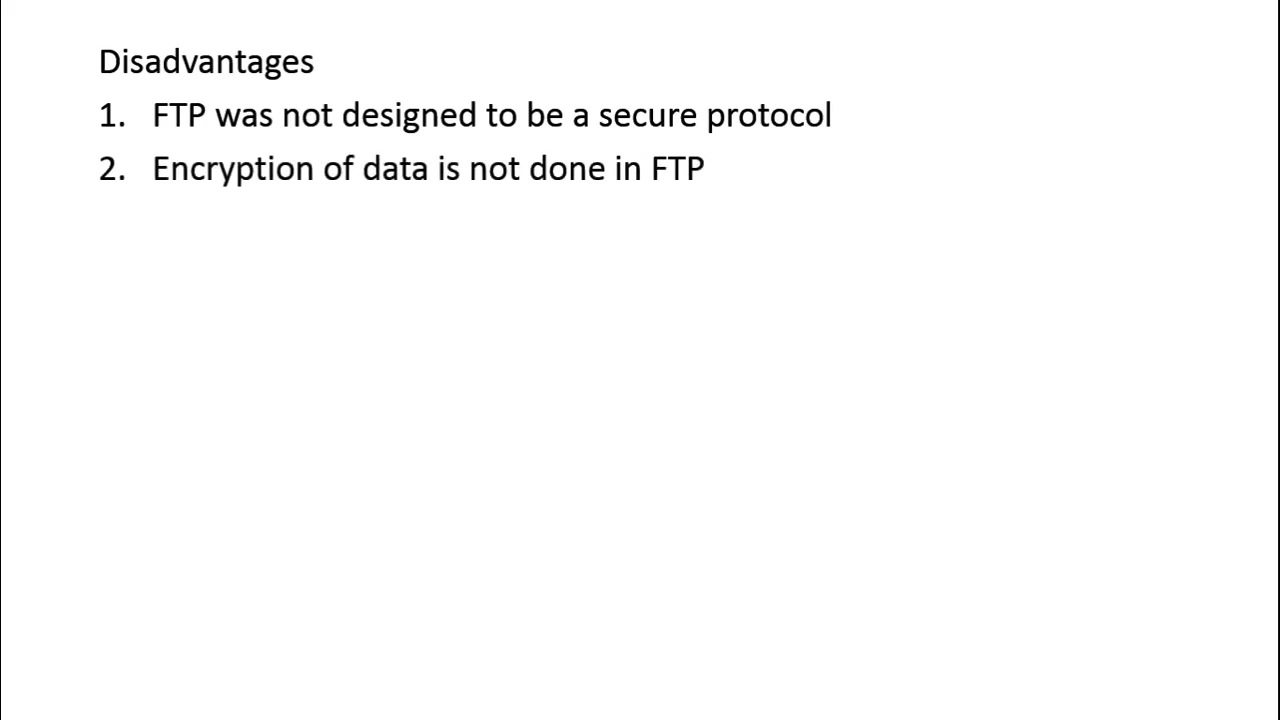 Disadvantages
1. FTP was not designed to be a secure protocol
2. Encryption of data is not done in FTP